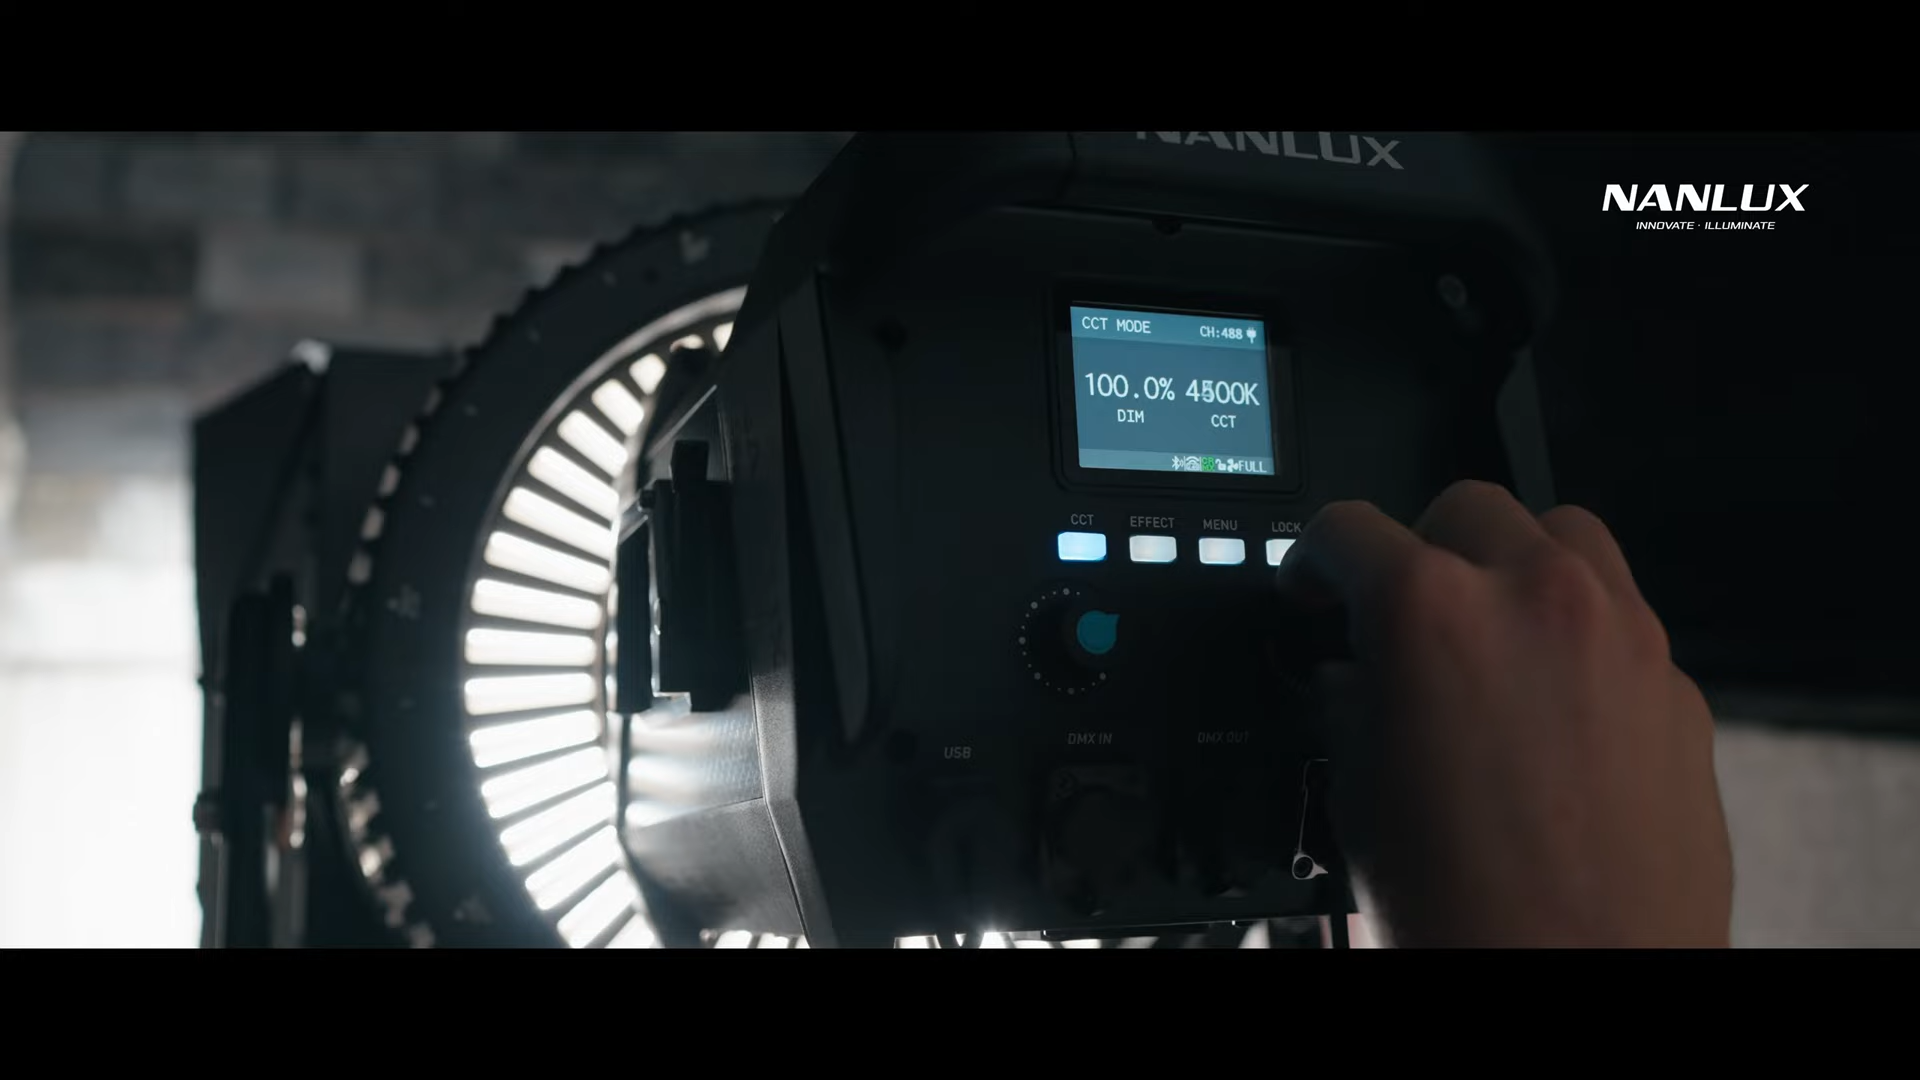 NANLUX
NANLUX
INNOVATE · ILLUMINATE
CCT MODE
CH:488
100.0%
DIM
CCT
FULL
CCT EFFECT MENU LOCK
USB
DMX IN
DMX OUT